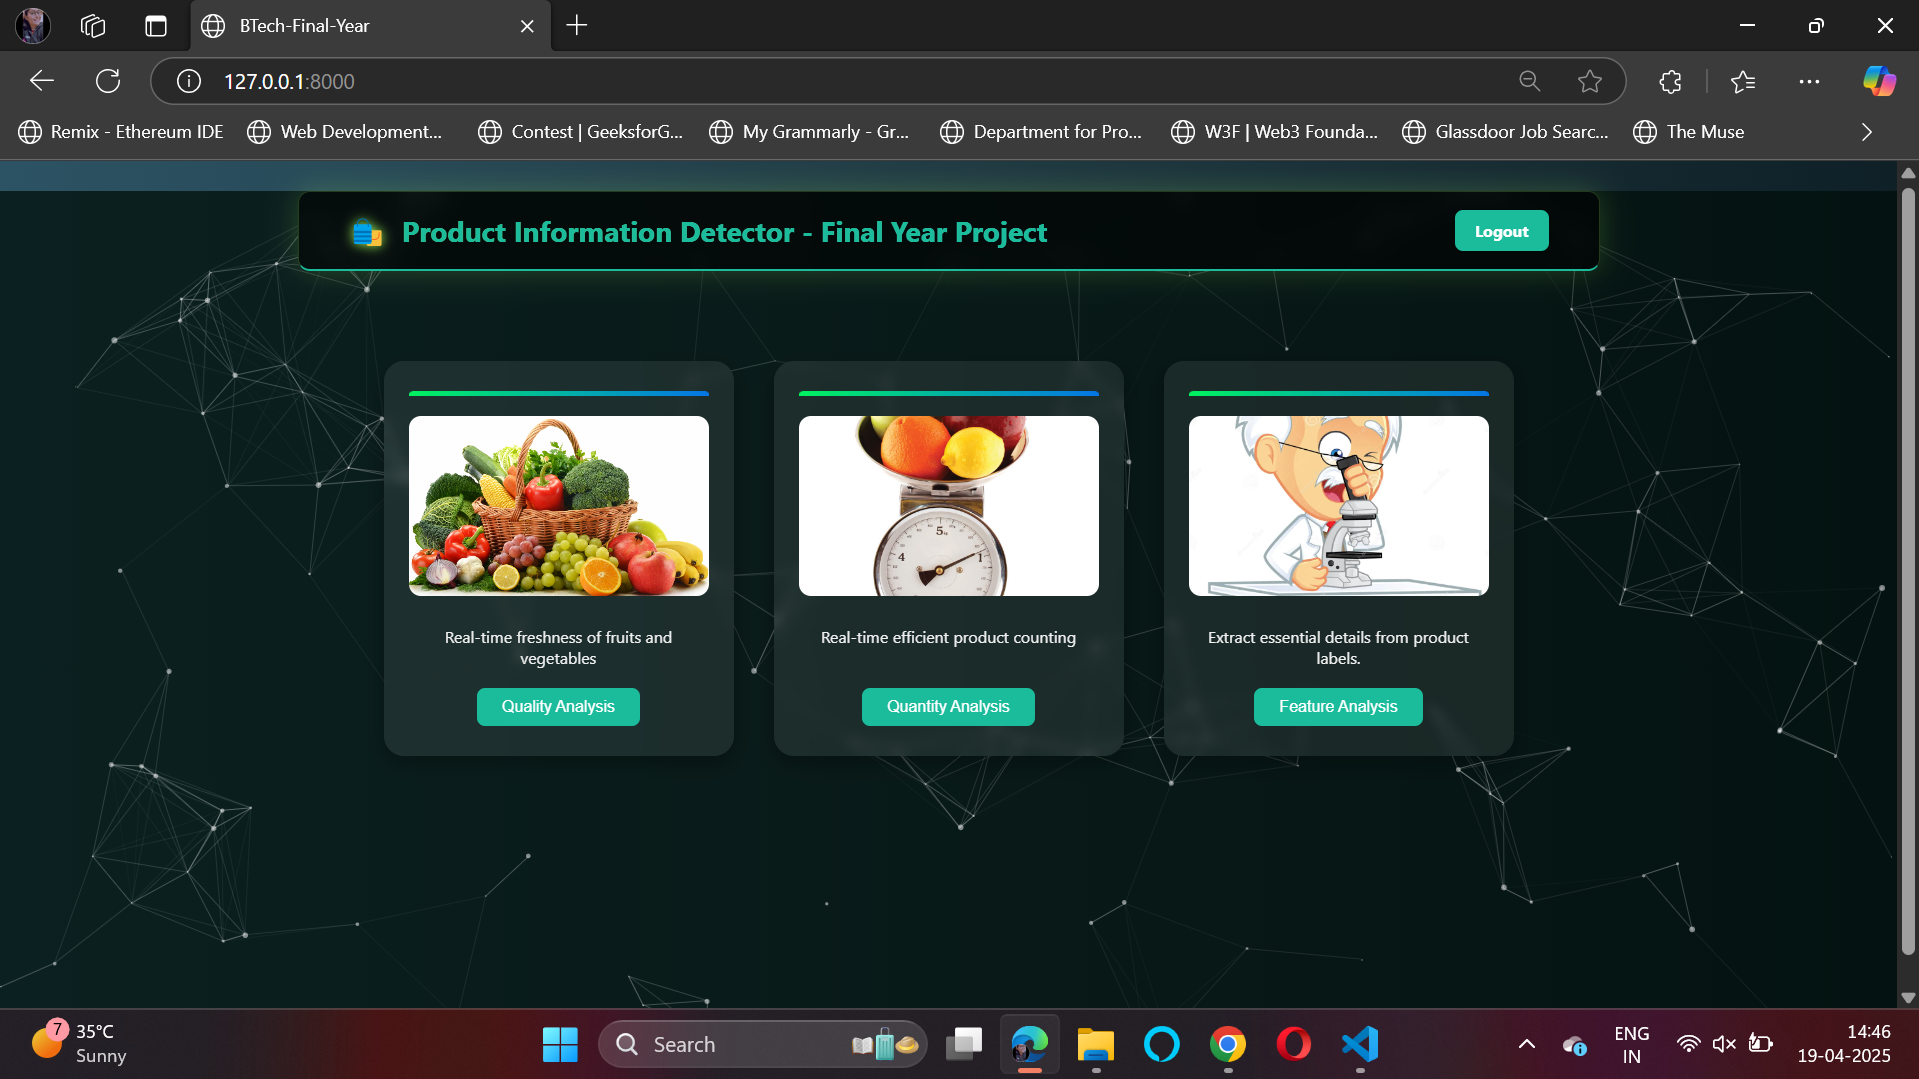 BTech-Final-Year
127.0.0.1:8000
Remix - Ethereum IDE
Web Development...
Contest | GeeksforG...
My Grammarly - Gr...
Department for Pro...
W3F | Web3 Founda...
Glassdoor Job Searc...
The Muse
Product Information Detector - Final Year Project
Logout
5
4
1
Real-time freshness of fruits and
vegetables
Quality Analysis
Real-time efficient product counting
Quantity Analysis
Extract essential details from product
labels.
Feature Analysis
7
35°C
Sunny
Search
ENG
IN
14:46
19-04-2025